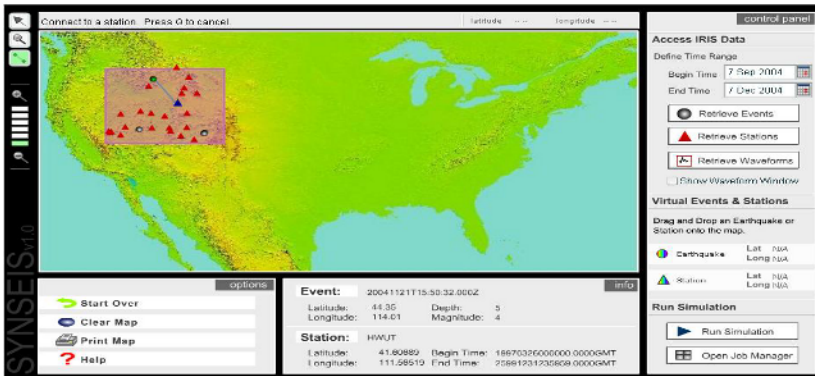 Connect to a station. Press Q to cancel.
latitude -- --
longitude -- --
control panel
Access IRIS Data
Define Time Range
Begin Time 7 Sep 2004
End Time 7 Dec 2004
Retrieve Events
Retrieve Stations
Retrieve Waveforms
Show Waveform Window
Virtual Events & Stations
Drag and Drop an Earthquake or
Station onto the map.
Earthquake Lat N/A
Long N/A
Station Lat N/A
Long N/A
Run Simulation
Run Simulation
Open Job Manager
SYNSEIS v1.0
options
Start Over
Clear Map
Print Map
Help
info
Event: 20041121T15:50:32.000Z
Latitude: 44.35 Depth: 5
Longitude: 114.01 Magnitude: 4
Station: HWUT
Latitude: 41.60689 Begin Time:
Longitude: 111.56519 End Time: